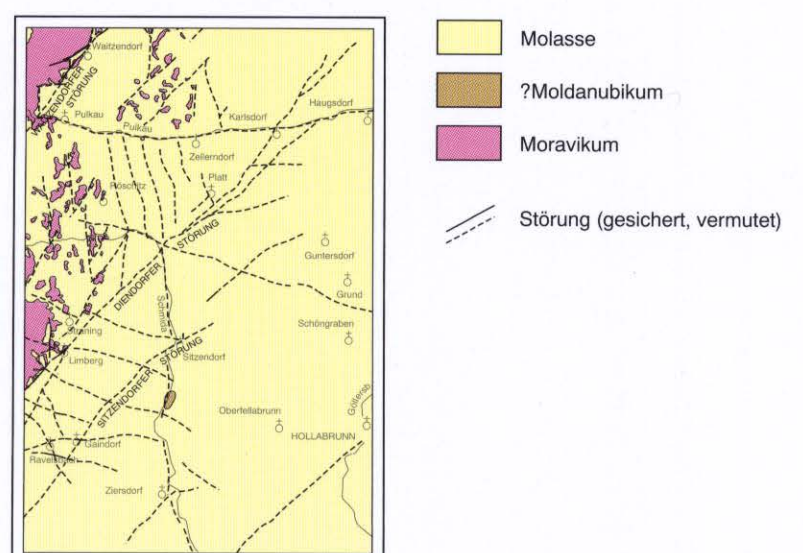 Waitzendorf
WAITZENDORFER
STÖRUNG
Pulkau
Pulkau
Karlsdorf
Haugsdorf
Zellerndorf
Platt
Röschitz
DIENDORFER
STÖRUNG
Guntersdorf
Grund
Schmida
Schöngraben
Straning
Limberg
SITZENDORFER
STÖRUNG
Sitzendorf
Oberfellabrunn
Göllersb.
HOLLABRUNN
Gaindorf
Ravelsbach
Ziersdorf
Molasse
?Moldanubikum
Moravikum
Störung (gesichert, vermutet)